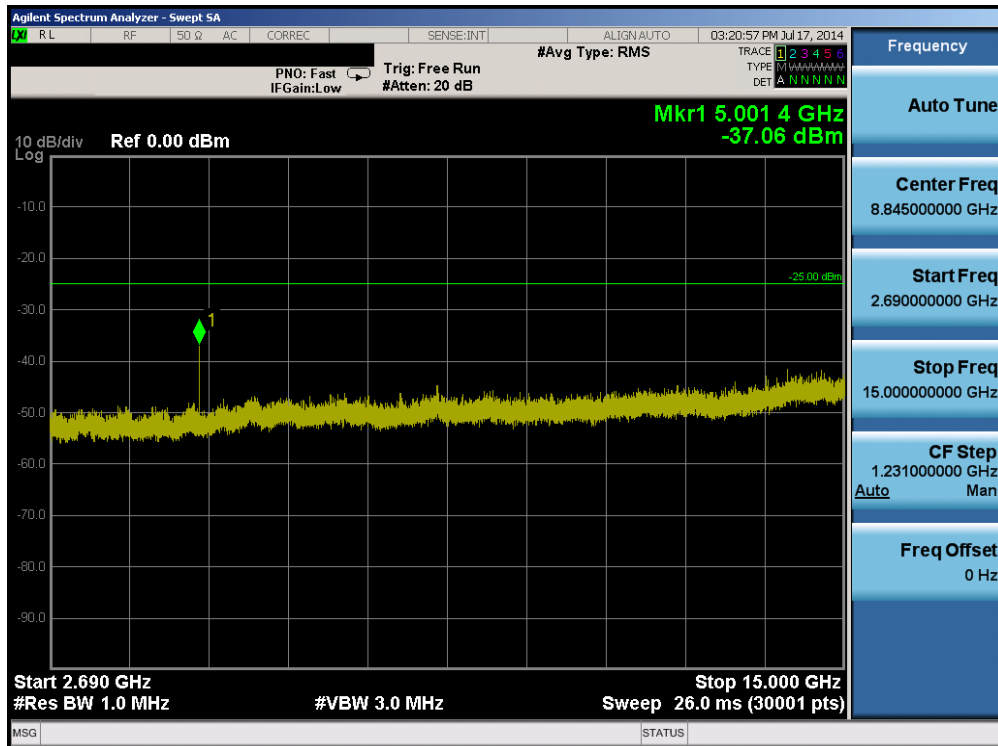 Agilent Spectrum Analyzer - Swept SA
LXI RL RF 50 Ω AC CORREC SENSE:INT ALIGN AUTO 03:20:57 PM Jul 17, 2014
#Avg Type: RMS TRACE 1 2 3 4 5 6
PNO: Fast Trig: Free Run TYPE M WWWWW
IFGain:Low #Atten: 20 dB DET A N N N N N
Mkr1 5.001 4 GHz
-37.06 dBm
10 dB/div Ref 0.00 dBm
Log
-10.0
-20.0
-25.00 dBm
-30.0
1
-40.0
-50.0
-60.0
-70.0
-80.0
-90.0
Start 2.690 GHz Stop 15.000 GHz
#Res BW 1.0 MHz #VBW 3.0 MHz Sweep 26.0 ms (30001 pts)
MSG STATUS
Frequency
Auto Tune
Center Freq
8.845000000 GHz
Start Freq
2.690000000 GHz
Stop Freq
15.000000000 GHz
CF Step
1.231000000 GHz
Auto Man
Freq Offset
0 Hz